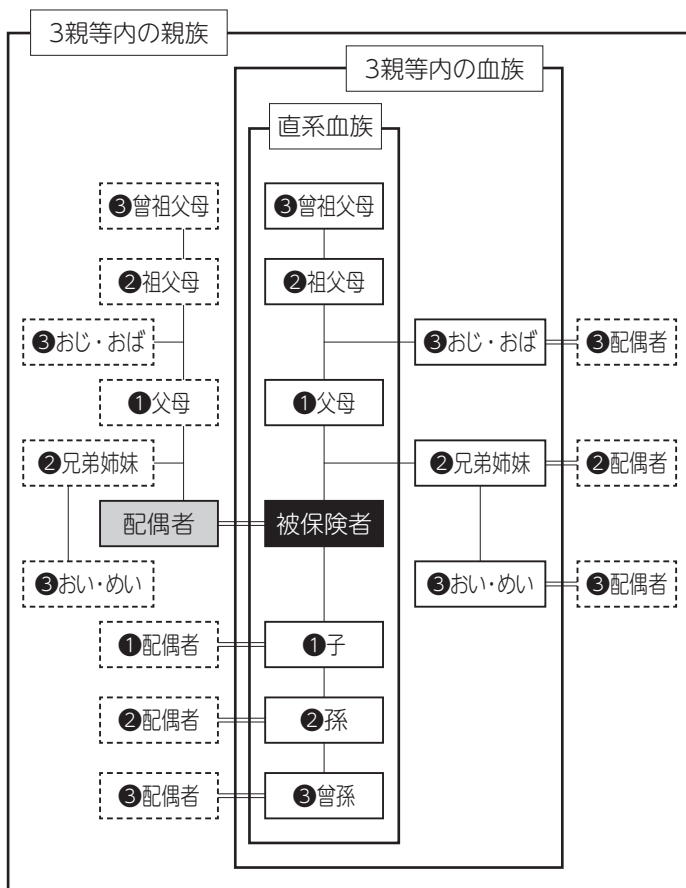 3親等内の親族
3親等内の血族
直系血族
❸曾祖父母
❸曾祖父母
❷祖父母
❷祖父母
❸おじ・おば
❸おじ・おば
❸配偶者
❶父母
❶父母
❷兄弟姉妹
❷兄弟姉妹
❷配偶者
配偶者
被保険者
❸おい・めい
❸おい・めい
❸配偶者
❶配偶者
❶子
❷配偶者
❷孫
❸配偶者
❸曾孫